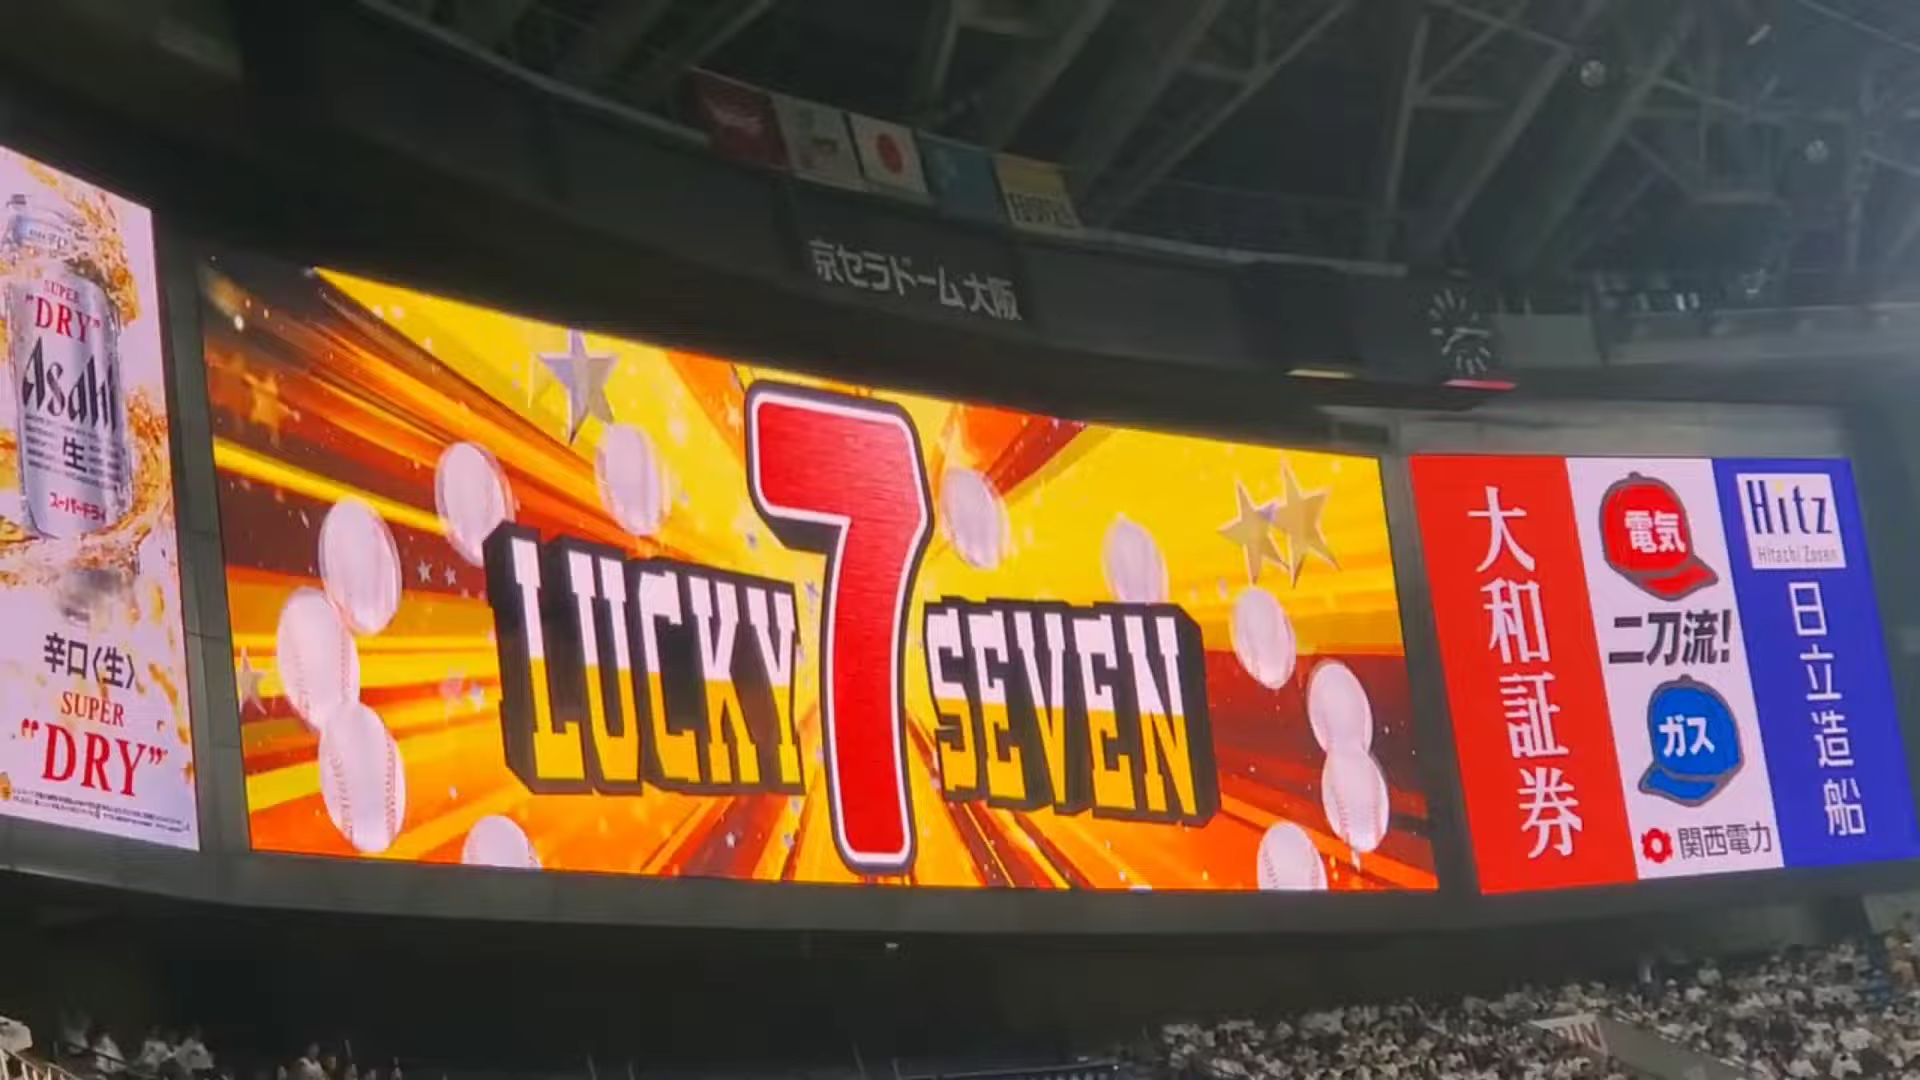 京セラドーム大阪
SUPER
"DRY"
Asahi
生
スーパードライ
辛口〈生〉
SUPER
"DRY"
LUCKY 7 SEVEN
大和証券
電気
二刀流!
ガス
関西電力
Hitz
Hitachi Zosen
日立造船